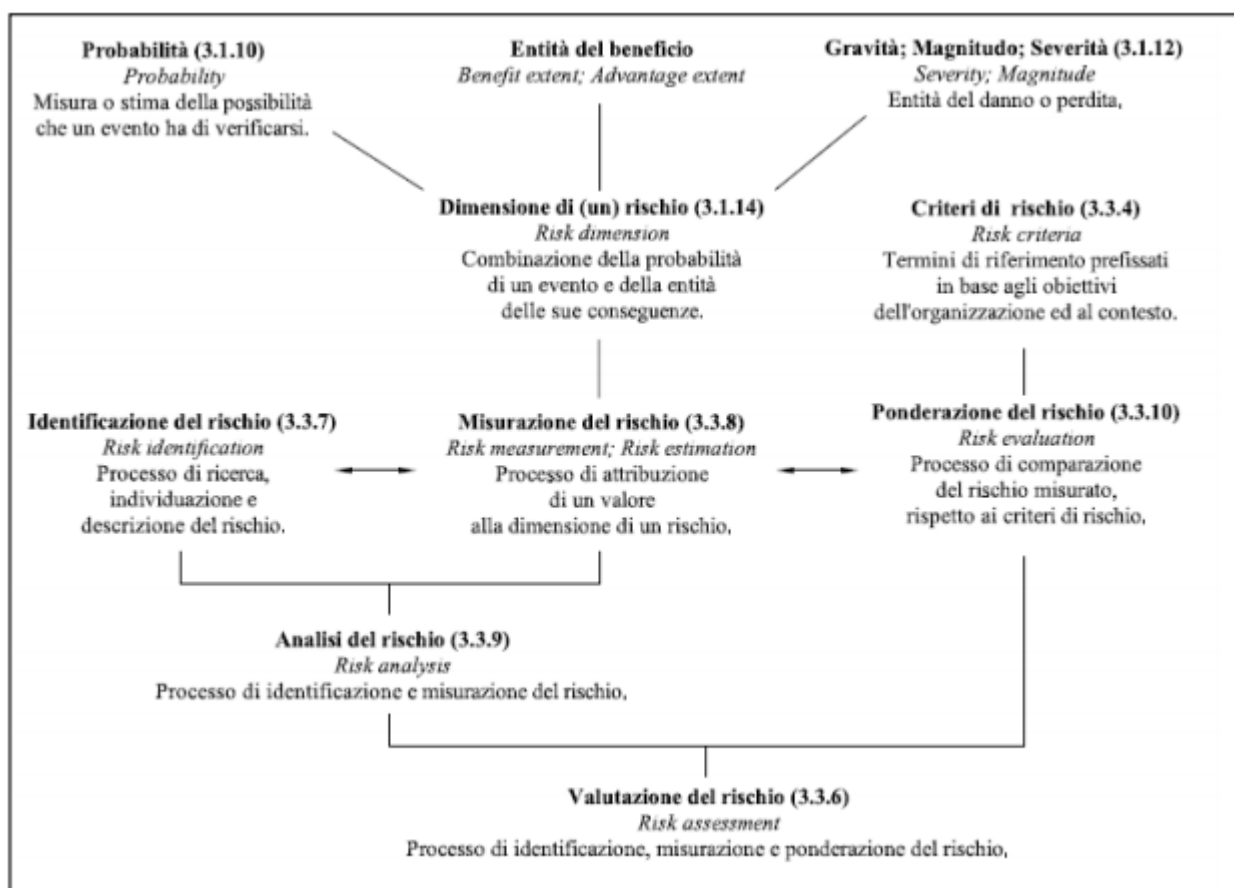 Probabilità (3.1.10)
Probability
Misura o stima della possibilità
che un evento ha di verificarsi.
Entità del beneficio
Benefit extent; Advantage extent
Gravità; Magnitudo; Severità (3.1.12)
Severity; Magnitude
Entità del danno o perdita.
Dimensione di (un) rischio (3.1.14)
Risk dimension
Combinazione della probabilità
di un evento e della entità
delle sue conseguenze.
Criteri di rischio (3.3.4)
Risk criteria
Termini di riferimento prefissati
in base agli obiettivi
dell'organizzazione ed al contesto.
Identificazione del rischio (3.3.7)
Risk identification
Processo di ricerca,
individuazione e
descrizione del rischio.
Misurazione del rischio (3.3.8)
Risk measurement; Risk estimation
Processo di attribuzione
di un valore
alla dimensione di un rischio.
Ponderazione del rischio (3.3.10)
Risk evaluation
Processo di comparazione
del rischio misurato,
rispetto ai criteri di rischio.
Analisi del rischio (3.3.9)
Risk analysis
Processo di identificazione e misurazione del rischio.
Valutazione del rischio (3.3.6)
Risk assessment
Processo di identificazione, misurazione e ponderazione del rischio.